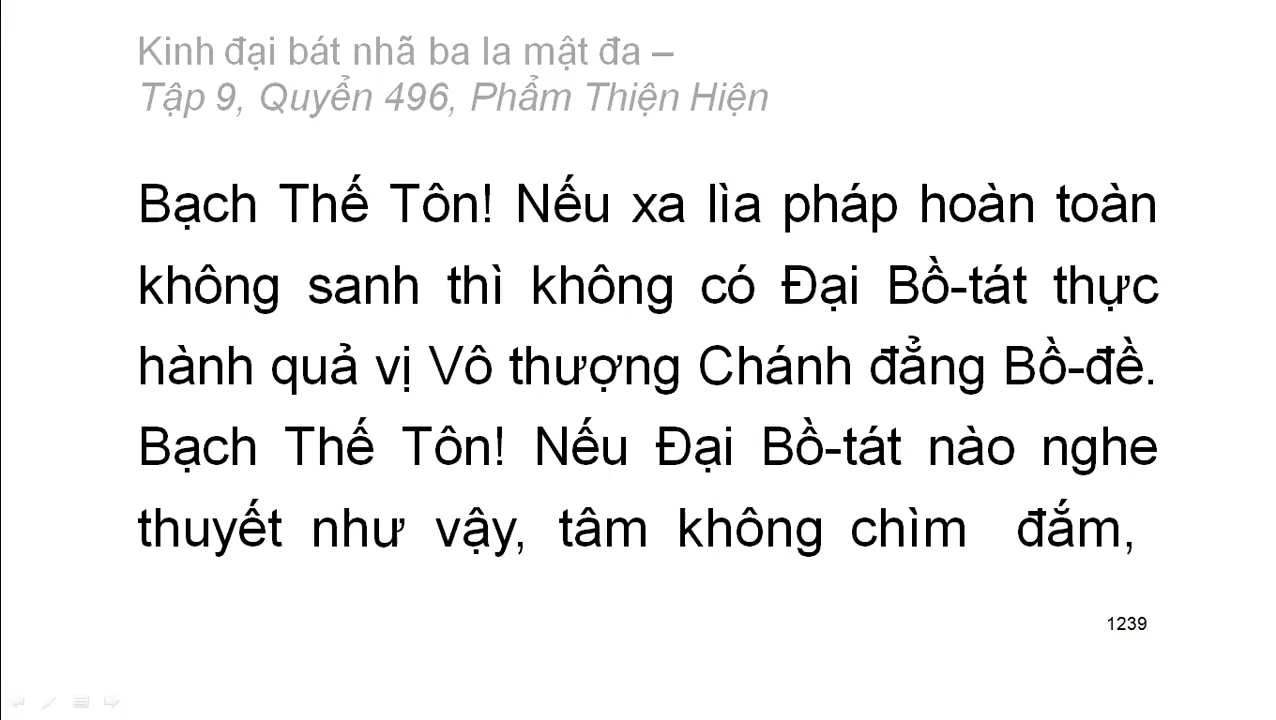 Kinh đại bát nhã ba la mật đa –
Tập 9, Quyển 496, Phẩm Thiện Hiện
Bạch Thế Tôn! Nếu xa lìa pháp hoàn toàn
không sanh thì không có Đại Bồ-tát thực
hành quả vị Vô thượng Chánh đẳng Bồ-đề.
Bạch Thế Tôn! Nếu Đại Bồ-tát nào nghe
thuyết như vậy, tâm không chìm đắm,
1239